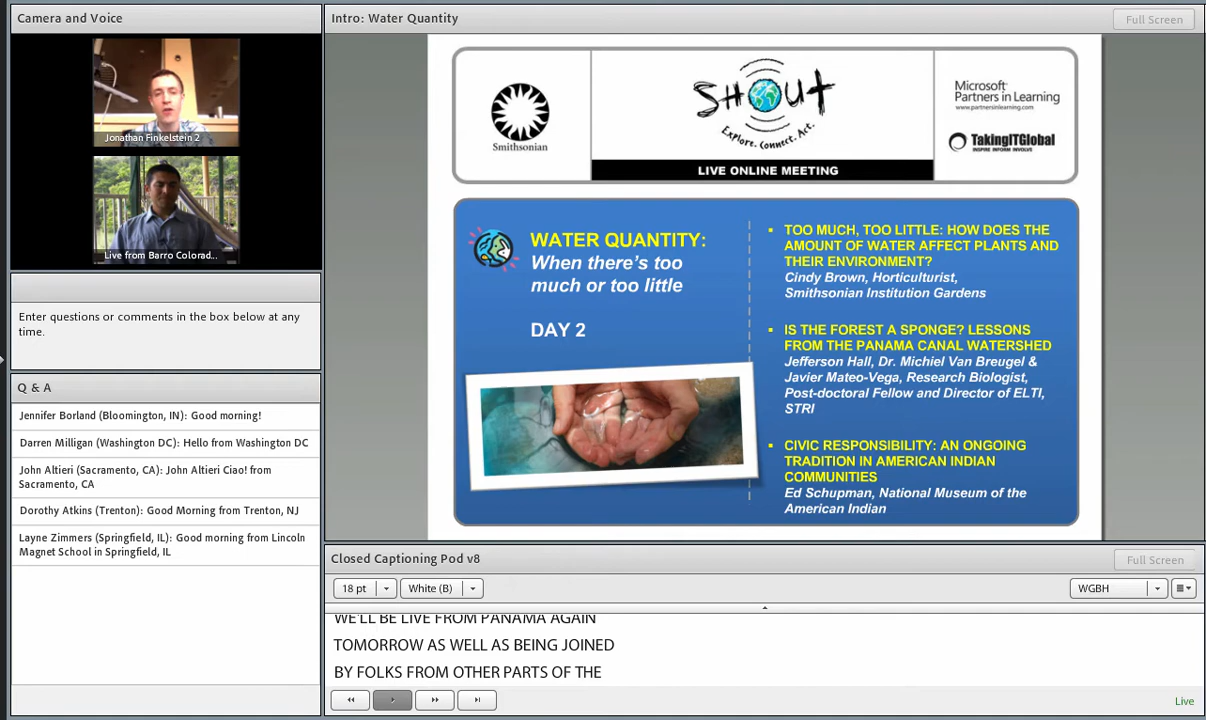 Camera and Voice
Jonathan Finkelstein 2
Live from Barro Colorad...
Enter questions or comments in the box below at any
time.
Q & A
Jennifer Borland (Bloomington, IN): Good morning!
Darren Milligan (Washington DC): Hello from Washington DC
John Altieri (Sacramento, CA): John Altieri Ciao! from
Sacramento, CA
Dorothy Atkins (Trenton): Good Morning from Trenton, NJ
Layne Zimmers (Springfield, IL): Good morning from Lincoln
Magnet School in Springfield, IL
Intro: Water Quantity
Full Screen
Smithsonian
SHOUT
Explore. Connect. Act.
LIVE ONLINE MEETING
Microsoft
Partners in Learning
www.partnersinlearning.com
TakingITGlobal
INSPIRE INFORM INVOLVE
WATER QUANTITY:
When there's too
much or too little
DAY 2
TOO MUCH, TOO LITTLE: HOW DOES THE
AMOUNT OF WATER AFFECT PLANTS AND
THEIR ENVIRONMENT?
Cindy Brown, Horticulturist,
Smithsonian Institution Gardens
IS THE FOREST A SPONGE? LESSONS
FROM THE PANAMA CANAL WATERSHED
Jefferson Hall, Dr. Michiel Van Breugel &
Javier Mateo-Vega, Research Biologist,
Post-doctoral Fellow and Director of ELTI,
STRI
CIVIC RESPONSIBILITY: AN ONGOING
TRADITION IN AMERICAN INDIAN
COMMUNITIES
Ed Schupman, National Museum of the
American Indian
Closed Captioning Pod v8
Full Screen
18 pt
White (B)
WGBH
WE'LL BE LIVE FROM PANAMA AGAIN
TOMORROW AS WELL AS BEING JOINED
BY FOLKS FROM OTHER PARTS OF THE
Live